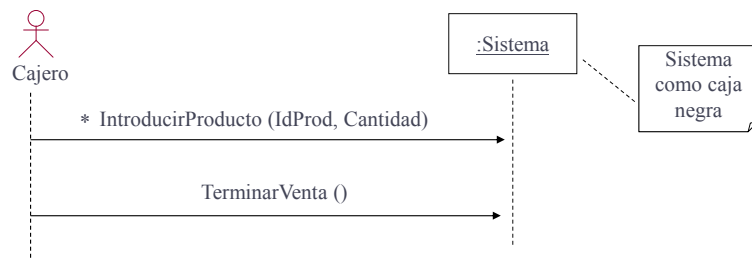 :Sistema
Sistema
como caja
negra
Cajero
* IntroducirProducto (IdProd, Cantidad)
TerminarVenta ()